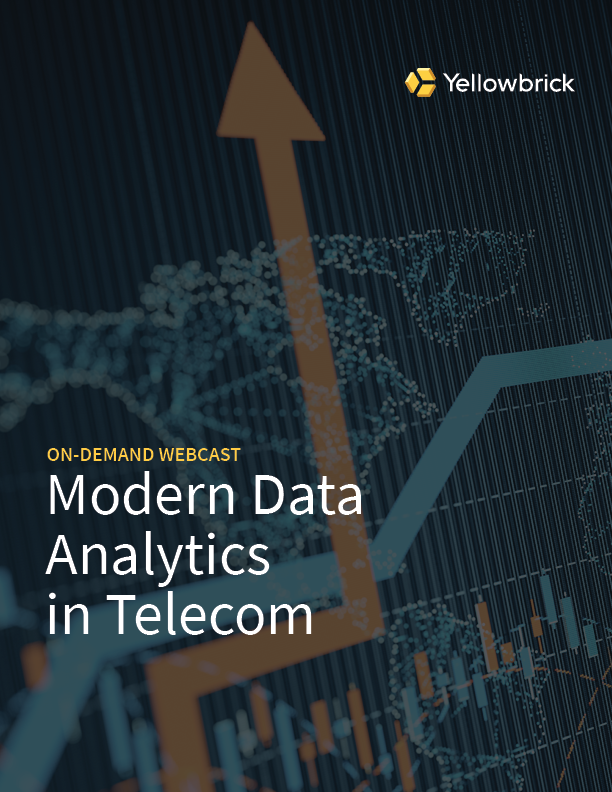 Yellowbrick
ON-DEMAND WEBCAST
Modern Data
Analytics
in Telecom